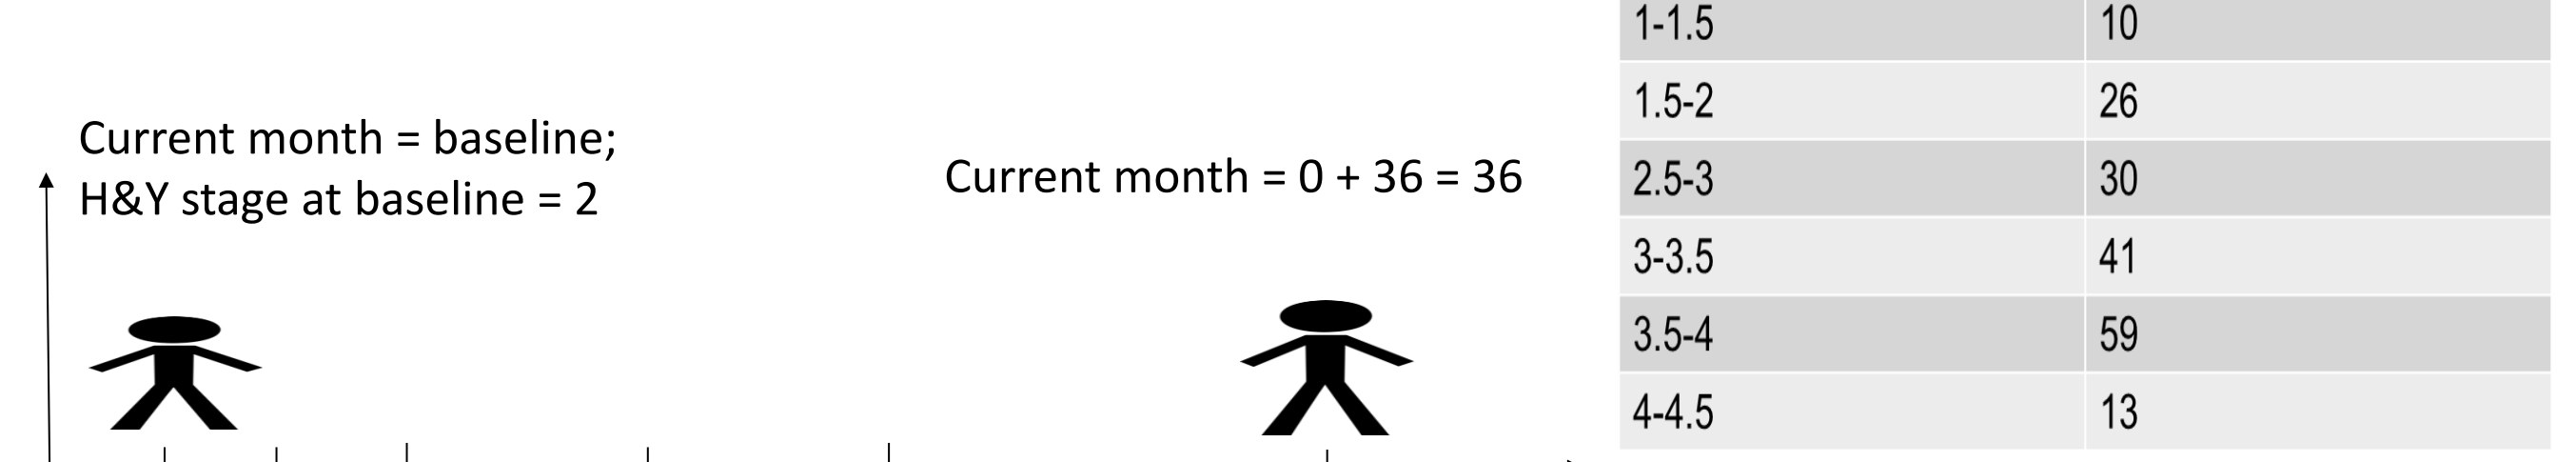 Current month = baseline;
H&Y stage at baseline = 2
Current month = 0 + 36 = 36
1-1.5 10
1.5-2 26
2.5-3 30
3-3.5 41
3.5-4 59
4-4.5 13